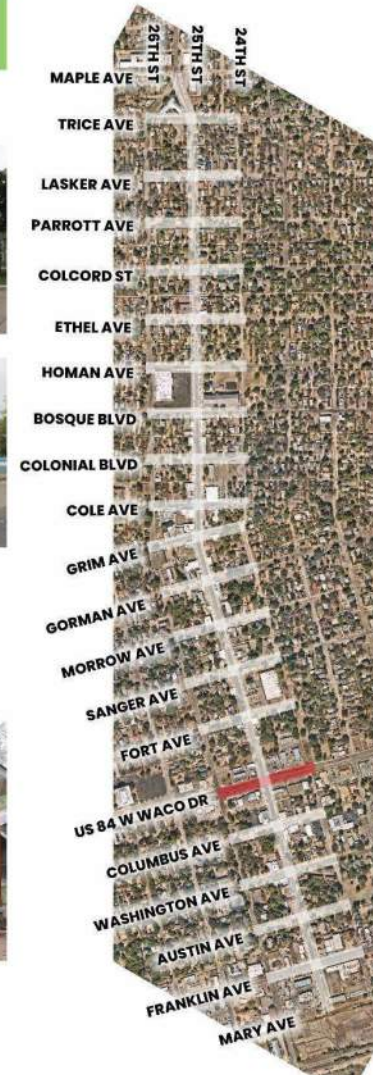 26TH ST
25TH ST
24TH ST
MAPLE AVE
TRICE AVE
LASKER AVE
PARROTT AVE
COLCORD ST
ETHEL AVE
HOMAN AVE
BOSQUE BLVD
COLONIAL BLVD
COLE AVE
GRIM AVE
GORMAN AVE
MORROW AVE
SANGER AVE
FORT AVE
US 84 W WACO DR
COLUMBUS AVE
WASHINGTON AVE
AUSTIN AVE
FRANKLIN AVE
MARY AVE